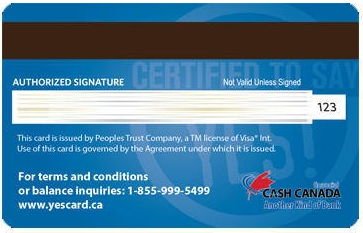 CERTIFIED TO SAY
AUTHORIZED SIGNATURE Not Valid Unless Signed
YES!
123
This card is issued by Peoples Trust Company, a TM license of Visa® Int.
Use of this card is governed by the Agreement under which it is issued.
For terms and conditions
or balance inquiries: 1-855-999-5499
www.yescard.ca
Financial
CASH CANADA
Another Kind of Bank